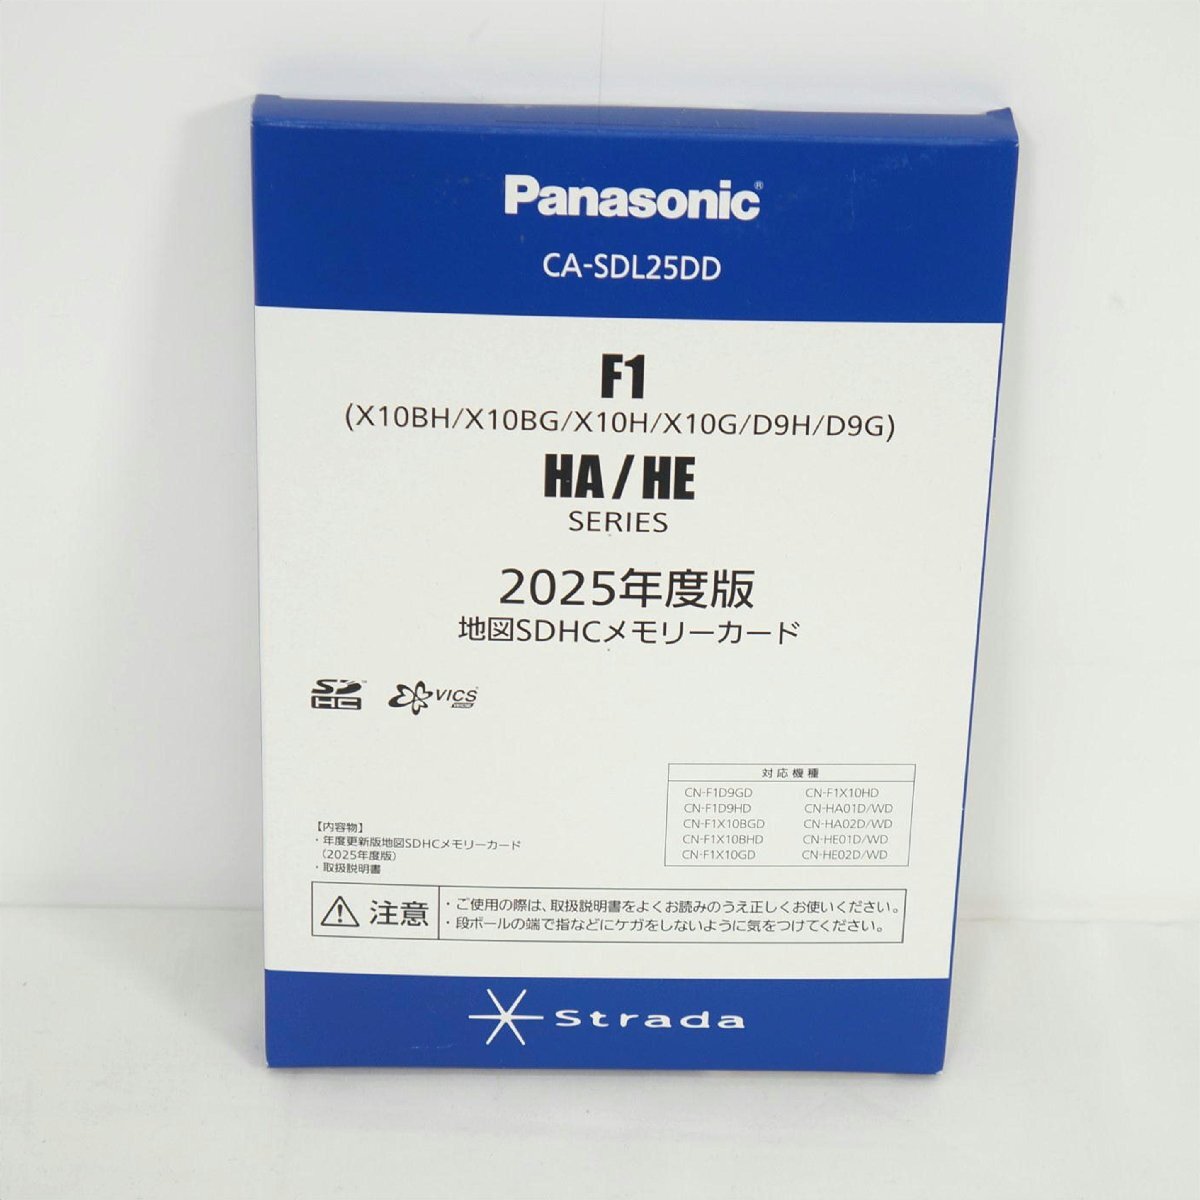 Panasonic®
CA-SDL25DD
F1
(X10BH/X10BG/X10H/X10G/D9H/D9G)
HA/HE
SERIES
2025年度版
地図SDHCメモリーカード
SD HC™
VICS
対応機種
CN-F1D9GD CN-F1X10HD
CN-F1D9HD CN-HA01D/WD
CN-F1X10BGD CN-HA02D/WD
CN-F1X10BHD CN-HE01D/WD
CN-F1X10GD CN-HE02D/WD
【内容物】
・年度更新版地図SDHCメモリーカード
（2025年度版）
・取扱説明書
注意
・ご使用の際は、取扱説明書をよくお読みのうえ正しくお使いください。
・段ボールの端で指などにケガをしないように気をつけてください。
Strada